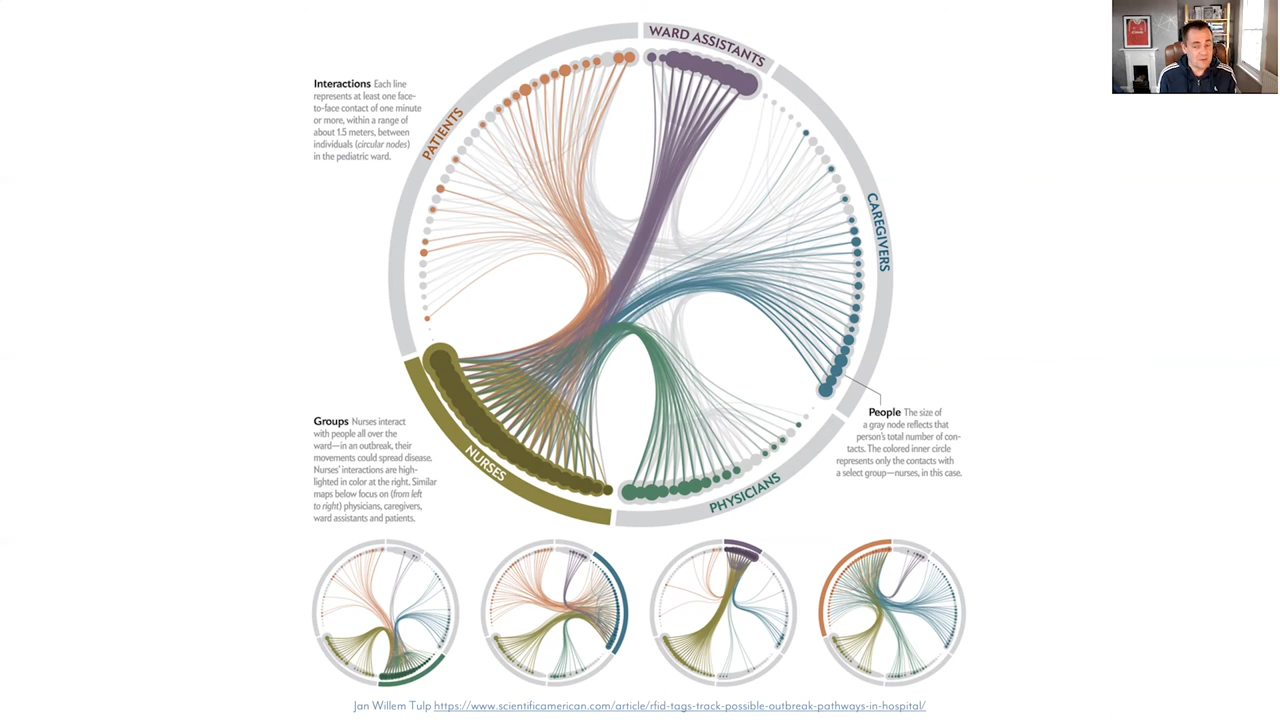 WARD ASSISTANTS
Interactions Each line
represents at least one face-
to-face contact of one minute
or more, within a range of
about 1.5 meters, between
individuals (circular nodes)
in the pediatric ward.
PATIENTS
CAREGIVERS
People The size of
a gray node reflects that
person's total number of con-
tacts. The colored inner circle
represents only the contacts with
a select group—nurses, in this case.
Groups Nurses interact
with people all over the
ward—in an outbreak, their
movements could spread disease.
Nurses' interactions are high-
lighted in color at the right. Similar
maps below focus on (from left
to right) physicians, caregivers,
ward assistants and patients.
NURSES
PHYSICIANS
Jan Willem Tulp https://www.scientificamerican.com/article/rfid-tags-track-possible-outbreak-pathways-in-hospital/